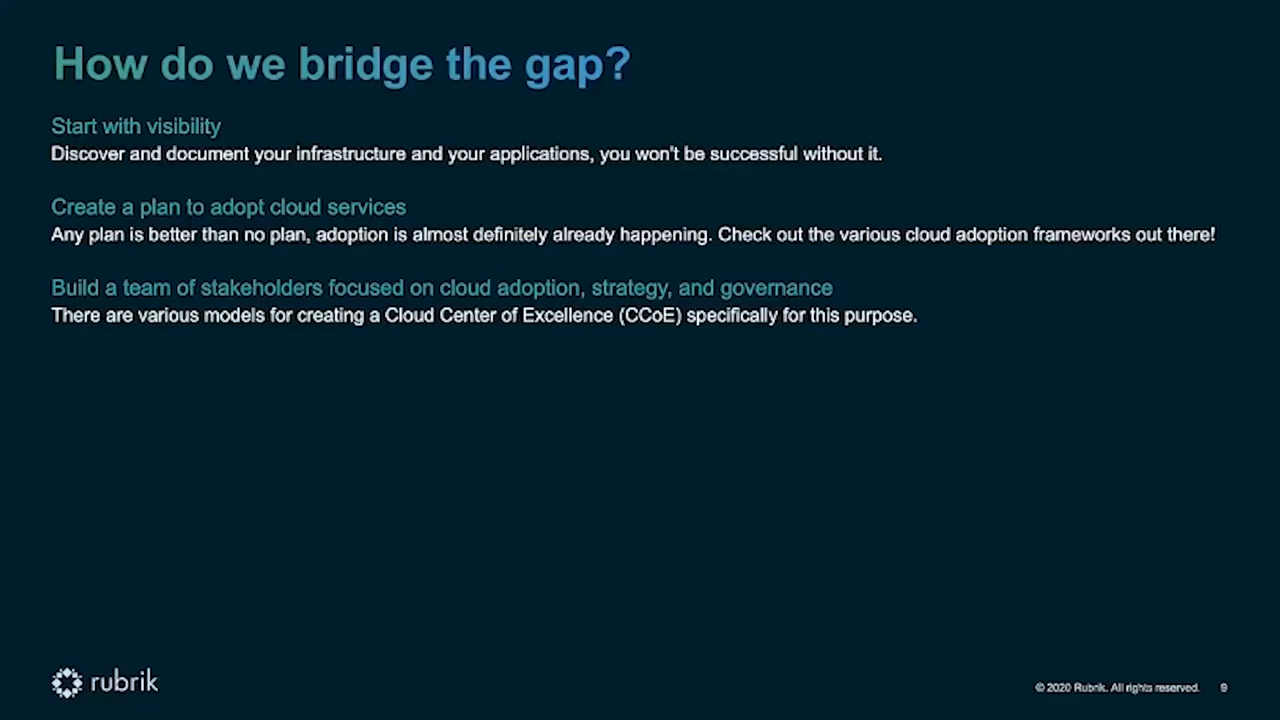 How do we bridge the gap?
Start with visibility
Discover and document your infrastructure and your applications, you won't be successful without it.
Create a plan to adopt cloud services
Any plan is better than no plan, adoption is almost definitely already happening. Check out the various cloud adoption frameworks out there!
Build a team of stakeholders focused on cloud adoption, strategy, and governance
There are various models for creating a Cloud Center of Excellence (CCoE) specifically for this purpose.
rubrik
© 2020 Rubrik. All rights reserved. 9